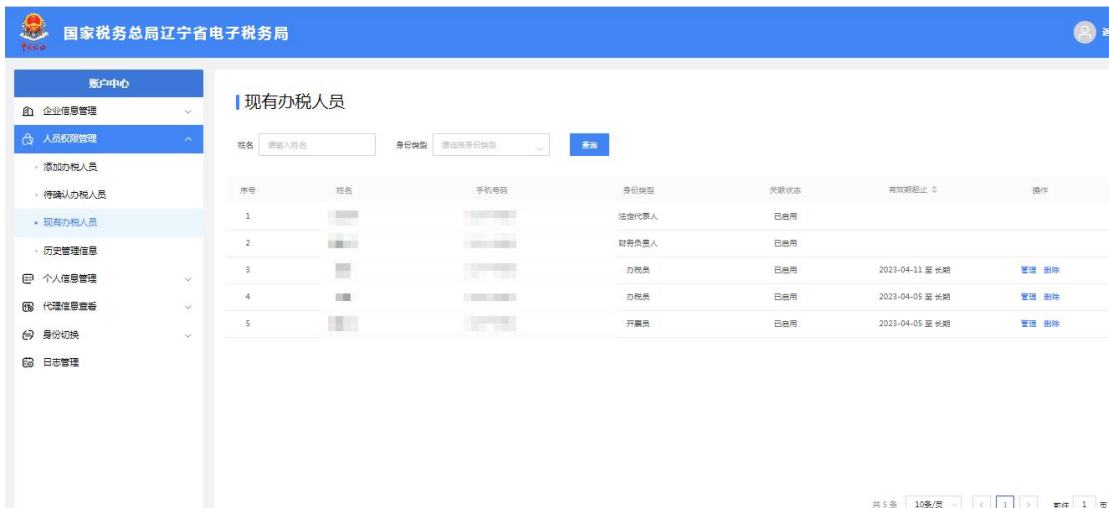 国家税务总局辽宁省电子税务局
账户中心
企业信息管理
人员权限管理
添加办税人员
待确认办税人员
现有办税人员
历史管理信息
个人信息管理
代理信息查看
身份切换
日志管理
现有办税人员
姓名 请输入姓名 身份类型 请选择身份类型 查询
序号 姓名 手机号码 身份类型 关联状态 有效期起止 操作
1 法定代表人 已启用
2 财务负责人 已启用
3 办税员 已启用 2023-04-11 至 长期 管理 删除
4 办税员 已启用 2023-04-05 至 长期 管理 删除
5 开票员 已启用 2023-04-05 至 长期 管理 删除
共 5 条 10条/页 1 前往 1 页